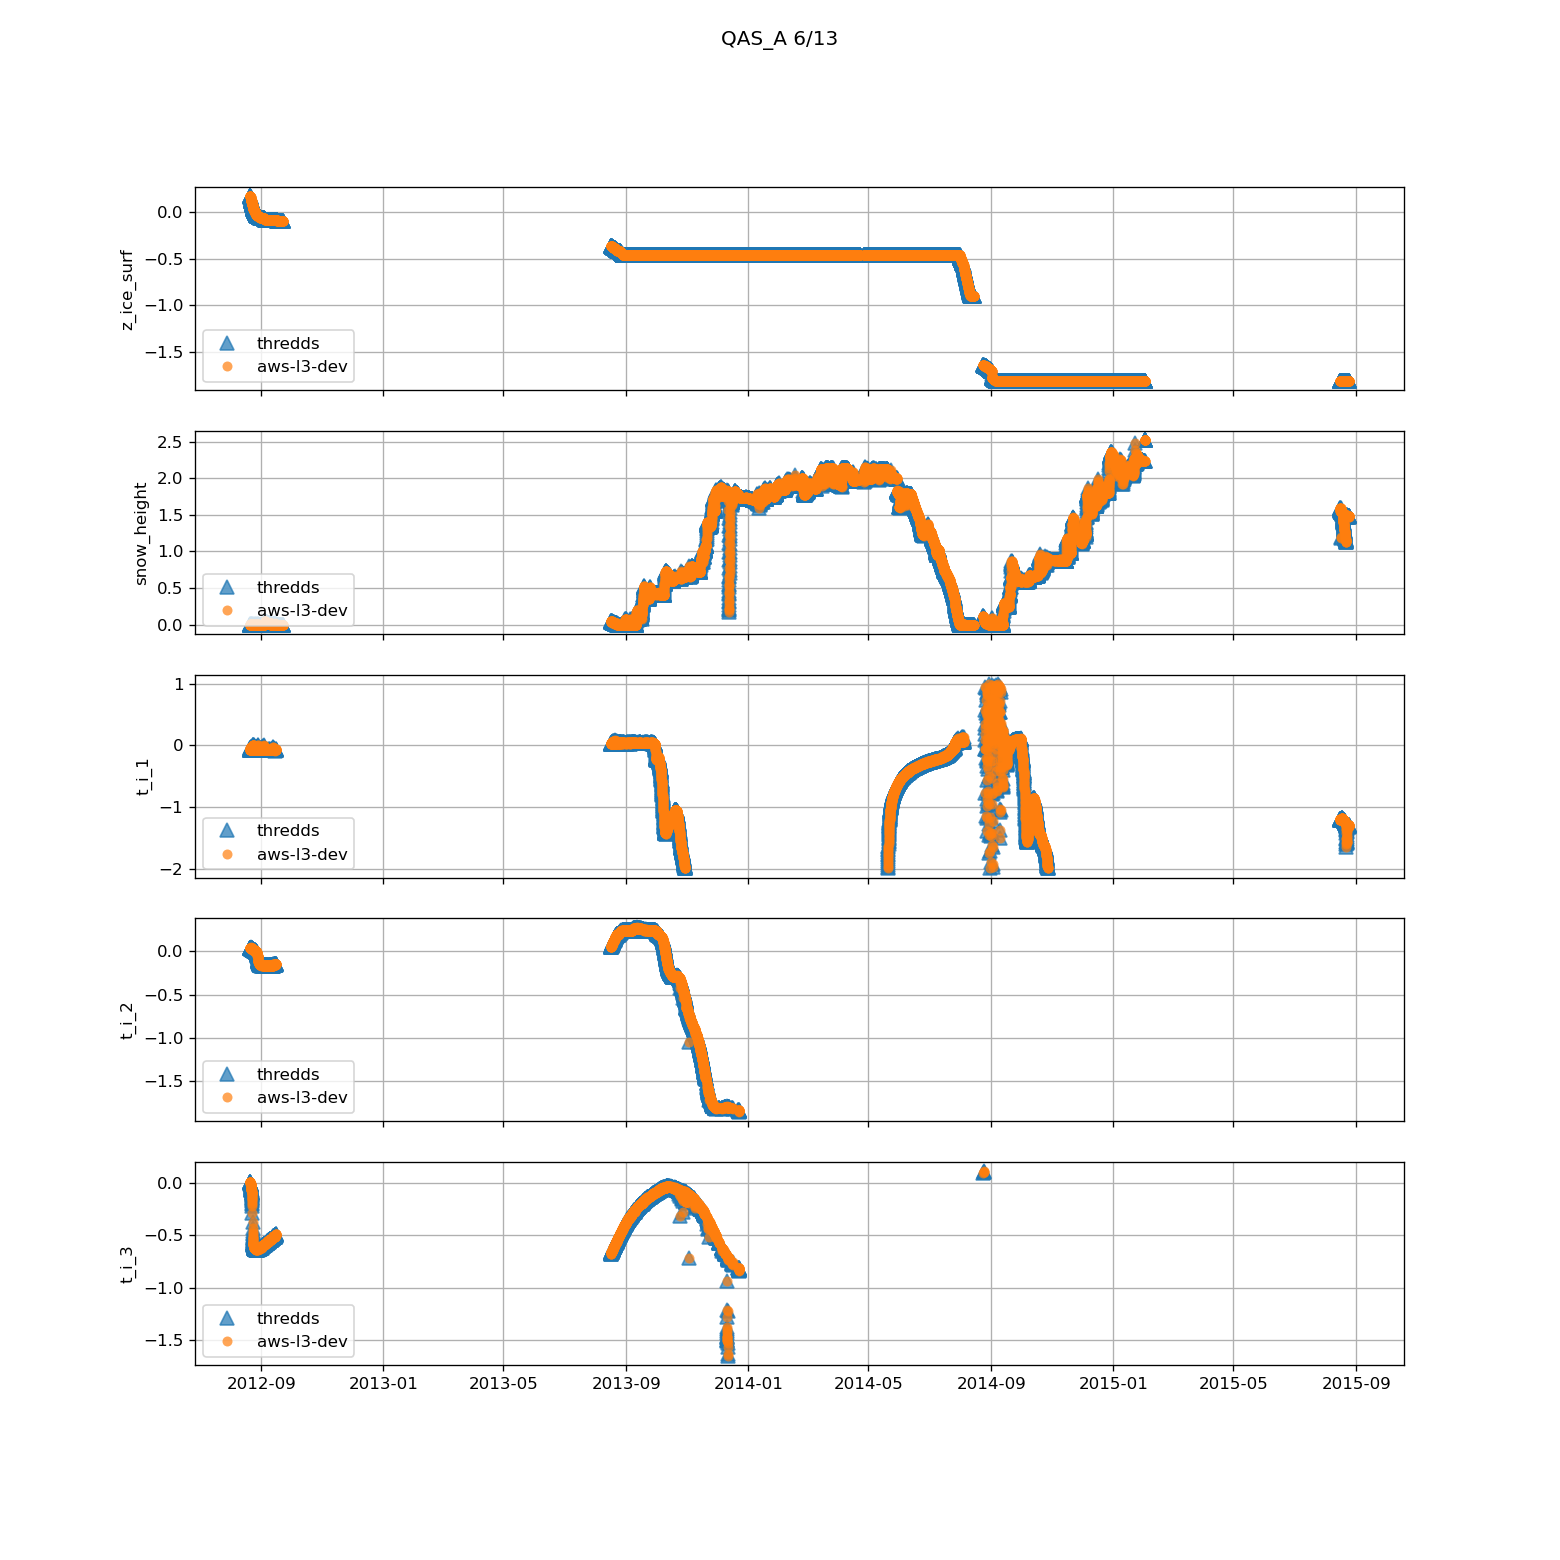 QAS_A 6/13
0.0
−0.5
−1.0
−1.5
z_ice_surf
thredds
aws-l3-dev
2.5
2.0
1.5
1.0
0.5
0.0
snow_height
thredds
aws-l3-dev
1
0
−1
−2
t_i_1
thredds
aws-l3-dev
0.0
−0.5
−1.0
−1.5
t_i_2
thredds
aws-l3-dev
0.0
−0.5
−1.0
−1.5
t_i_3
thredds
aws-l3-dev
2012-09 2013-01 2013-05 2013-09 2014-01 2014-05 2014-09 2015-01 2015-05 2015-09